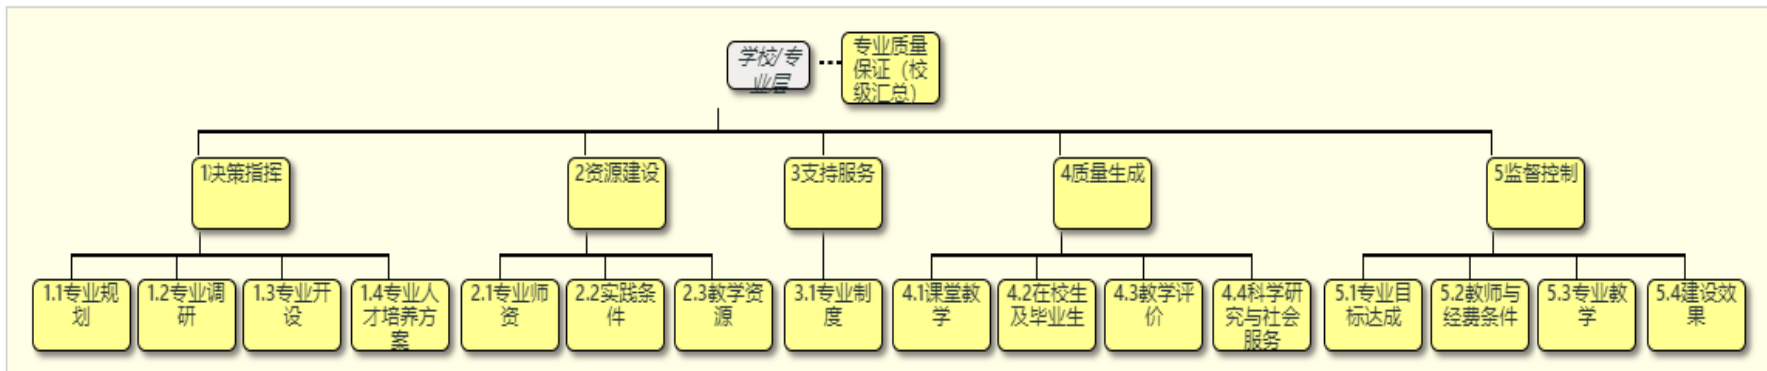 学校/专
业层
专业质量
保证（校
级汇总）
1决策指挥
2资源建设
3支持服务
4质量生成
5监督控制
1.1专业规
划
1.2专业调
研
1.3专业开
设
1.4专业人
才培养方
案
2.1专业师
资
2.2实践条
件
2.3教学资
源
3.1专业制
度
4.1课堂教
学
4.2在校生
及毕业生
4.3教学评
价
4.4科学研
究与社会
服务
5.1专业目
标达成
5.2教师与
经费条件
5.3专业教
学
5.4建设效
果